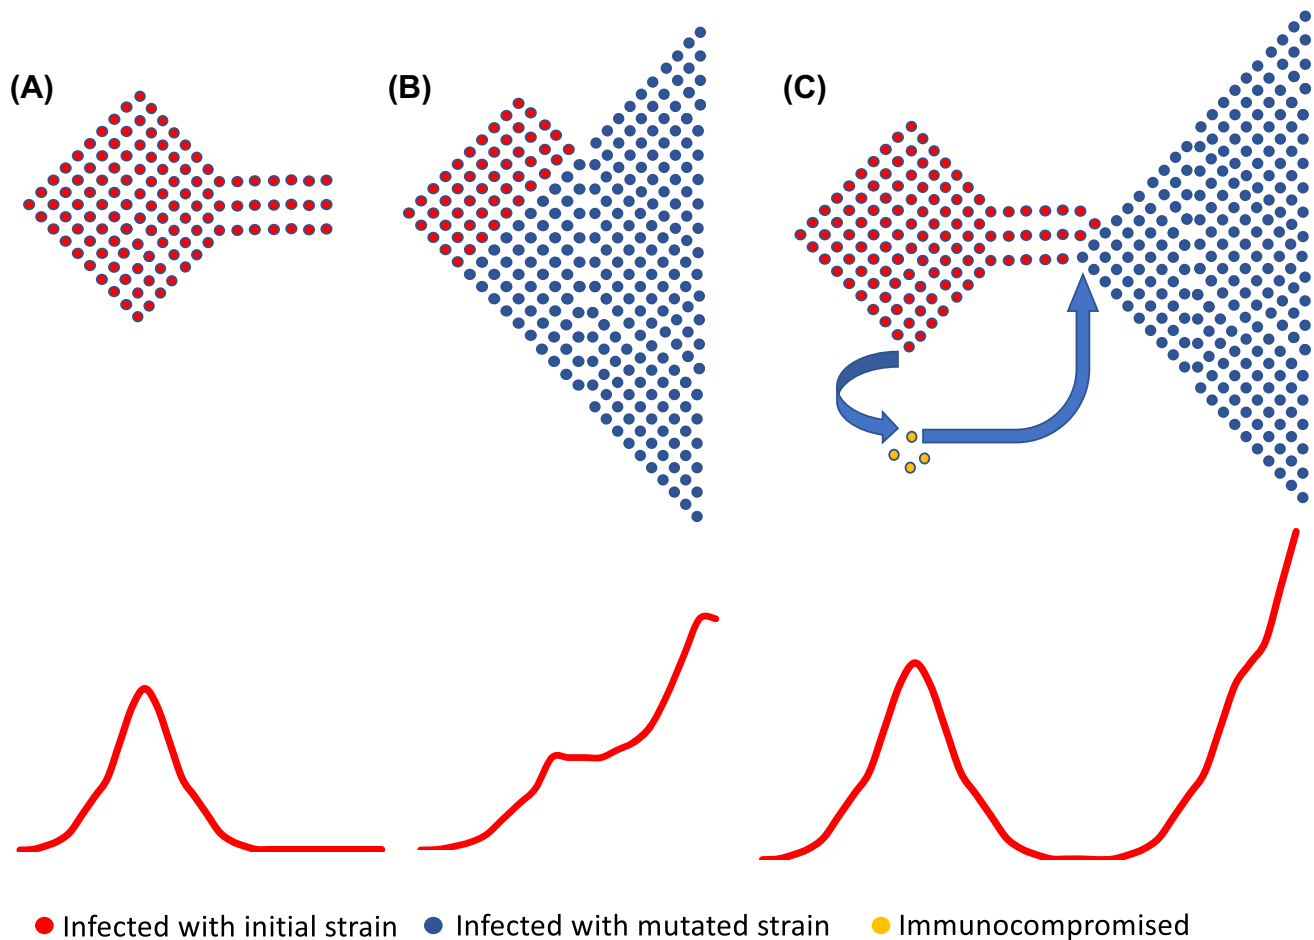 (A)
(B)
(C)
Infected with initial strain
Infected with mutated strain
Immunocompromised